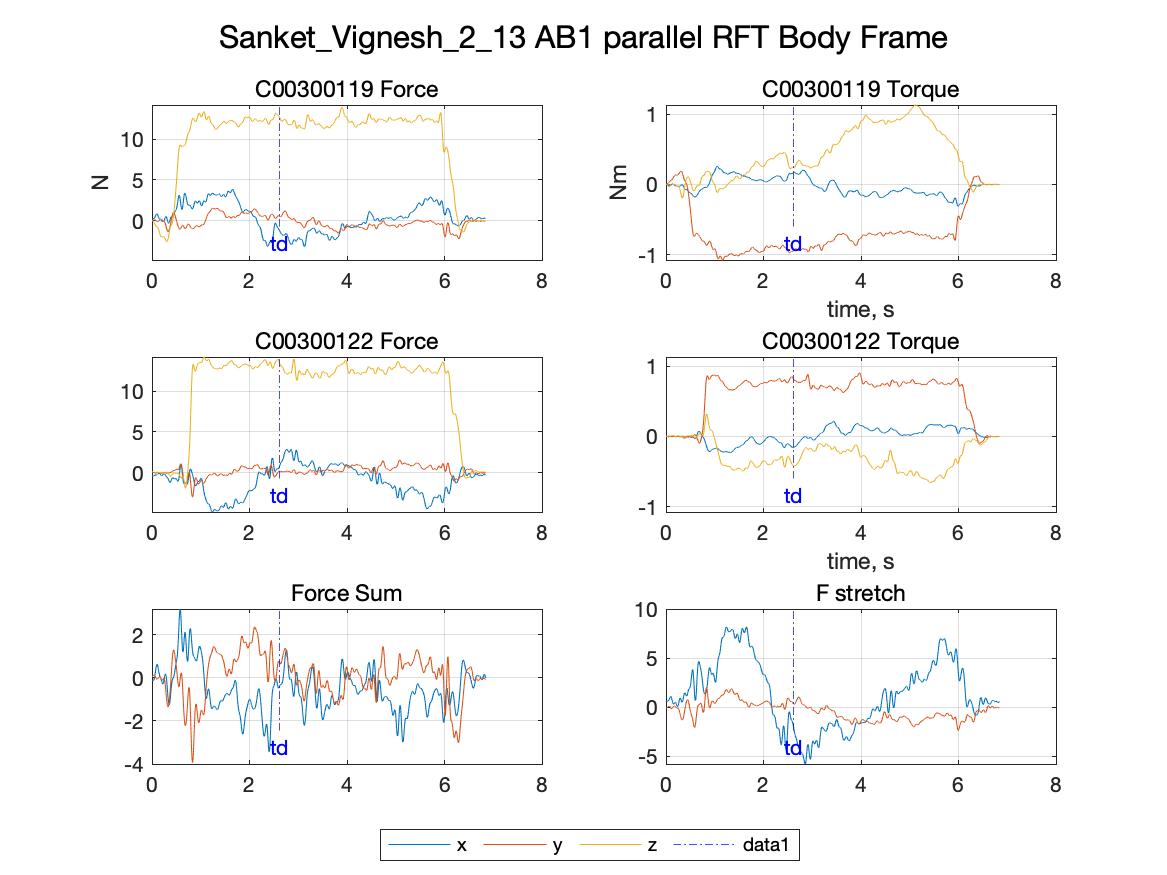 Sanket_Vignesh_2_13 AB1 parallel RFT Body Frame
C00300119 Force
N
10
5
0
td
0 2 4 6 8
C00300119 Torque
Nm
1
0
-1
td
0 2 4 6 8
time, s
C00300122 Force
10
5
0
td
0 2 4 6 8
C00300122 Torque
1
0
-1
td
0 2 4 6 8
time, s
Force Sum
2
0
-2
-4
td
0 2 4 6 8
F stretch
10
5
0
-5
td
0 2 4 6 8
x y z data1